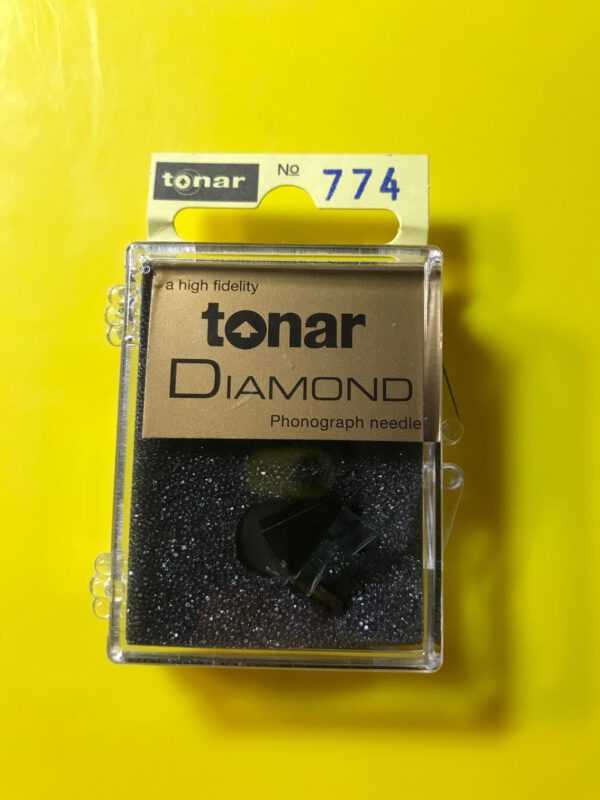 tonar No 774
a high fidelity
tonar
DIAMOND
Phonograph needle